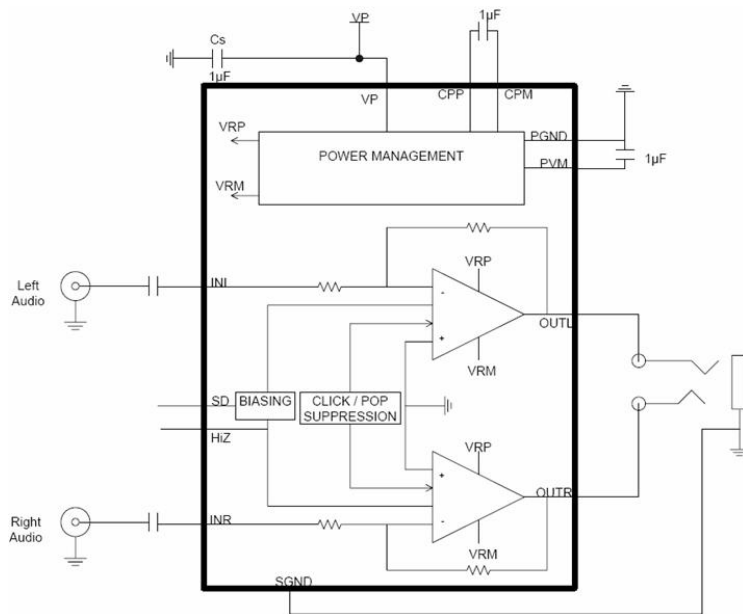 VP
1µF
Cs
1µF
VP
CPP
CPM
VRP
POWER MANAGEMENT
PGND
PVM
1µF
VRM
Left
Audio
INL
VRP
-
+
OUTL
VRM
SD
BIASING
CLICK / POP
SUPPRESSION
HiZ
VRP
+
-
OUTR
Right
Audio
INR
VRM
SGND